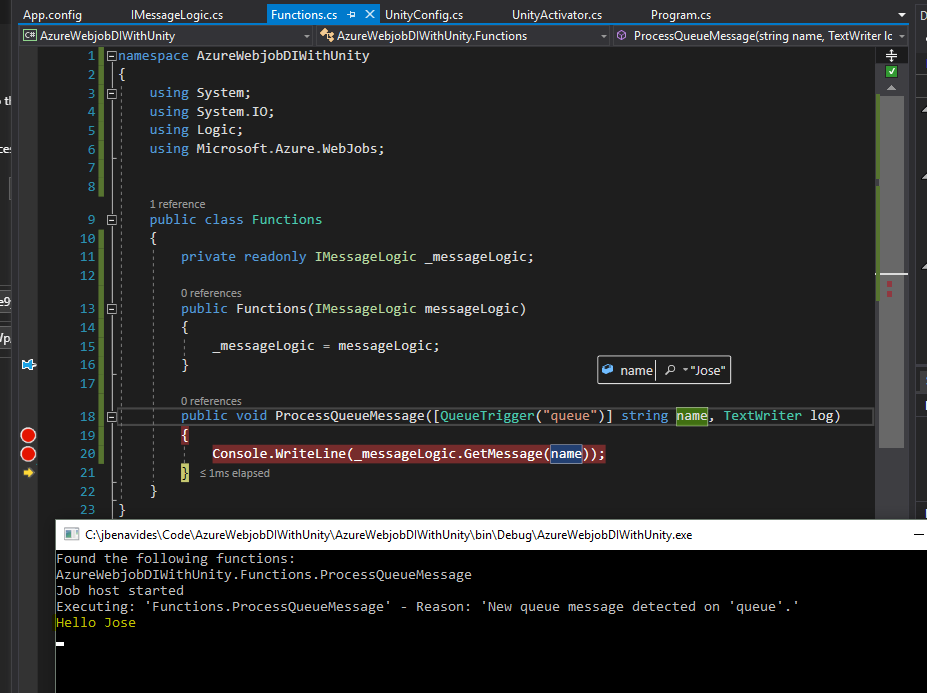 App.config IMessageLogic.cs Functions.cs UnityConfig.cs UnityActivator.cs Program.cs
C# AzureWebjobDIWithUnity AzureWebjobDIWithUnity.Functions ProcessQueueMessage(string name, TextWriter lc
1 namespace AzureWebjobDIWithUnity
2 {
3 using System;
4 using System.IO;
5 using Logic;
6 using Microsoft.Azure.WebJobs;
7
8
1 reference
9 public class Functions
10 {
11 private readonly IMessageLogic _messageLogic;
12
0 references
13 public Functions(IMessageLogic messageLogic)
14 {
15 _messageLogic = messageLogic;
16 }
name "Jose"
17
0 references
18 public void ProcessQueueMessage([QueueTrigger("queue")] string name, TextWriter log)
19 {
20 Console.WriteLine(_messageLogic.GetMessage(name));
21 } ≤ 1ms elapsed
22 }
23 }
C:\jbenavides\Code\AzureWebjobDIWithUnity\AzureWebjobDIWithUnity\bin\Debug\AzureWebjobDIWithUnity.exe
Found the following functions:
AzureWebjobDIWithUnity.Functions.ProcessQueueMessage
Job host started
Executing: 'Functions.ProcessQueueMessage' - Reason: 'New queue message detected on 'queue'.'
Hello Jose